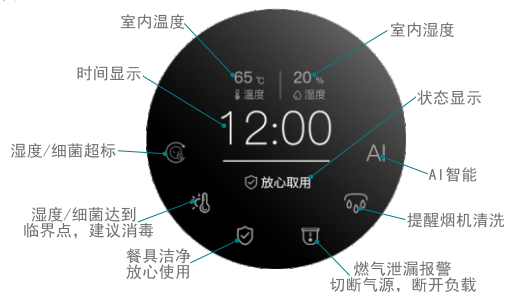 室内温度
室内湿度
65 ℃
20 %
温度
湿度
时间显示
状态显示
12:00
湿度/细菌超标
AI
放心取用
AI智能
湿度/细菌达到
临界点，建议消毒
提醒烟机清洗
餐具洁净
放心使用
燃气泄漏报警
切断气源，断开负载